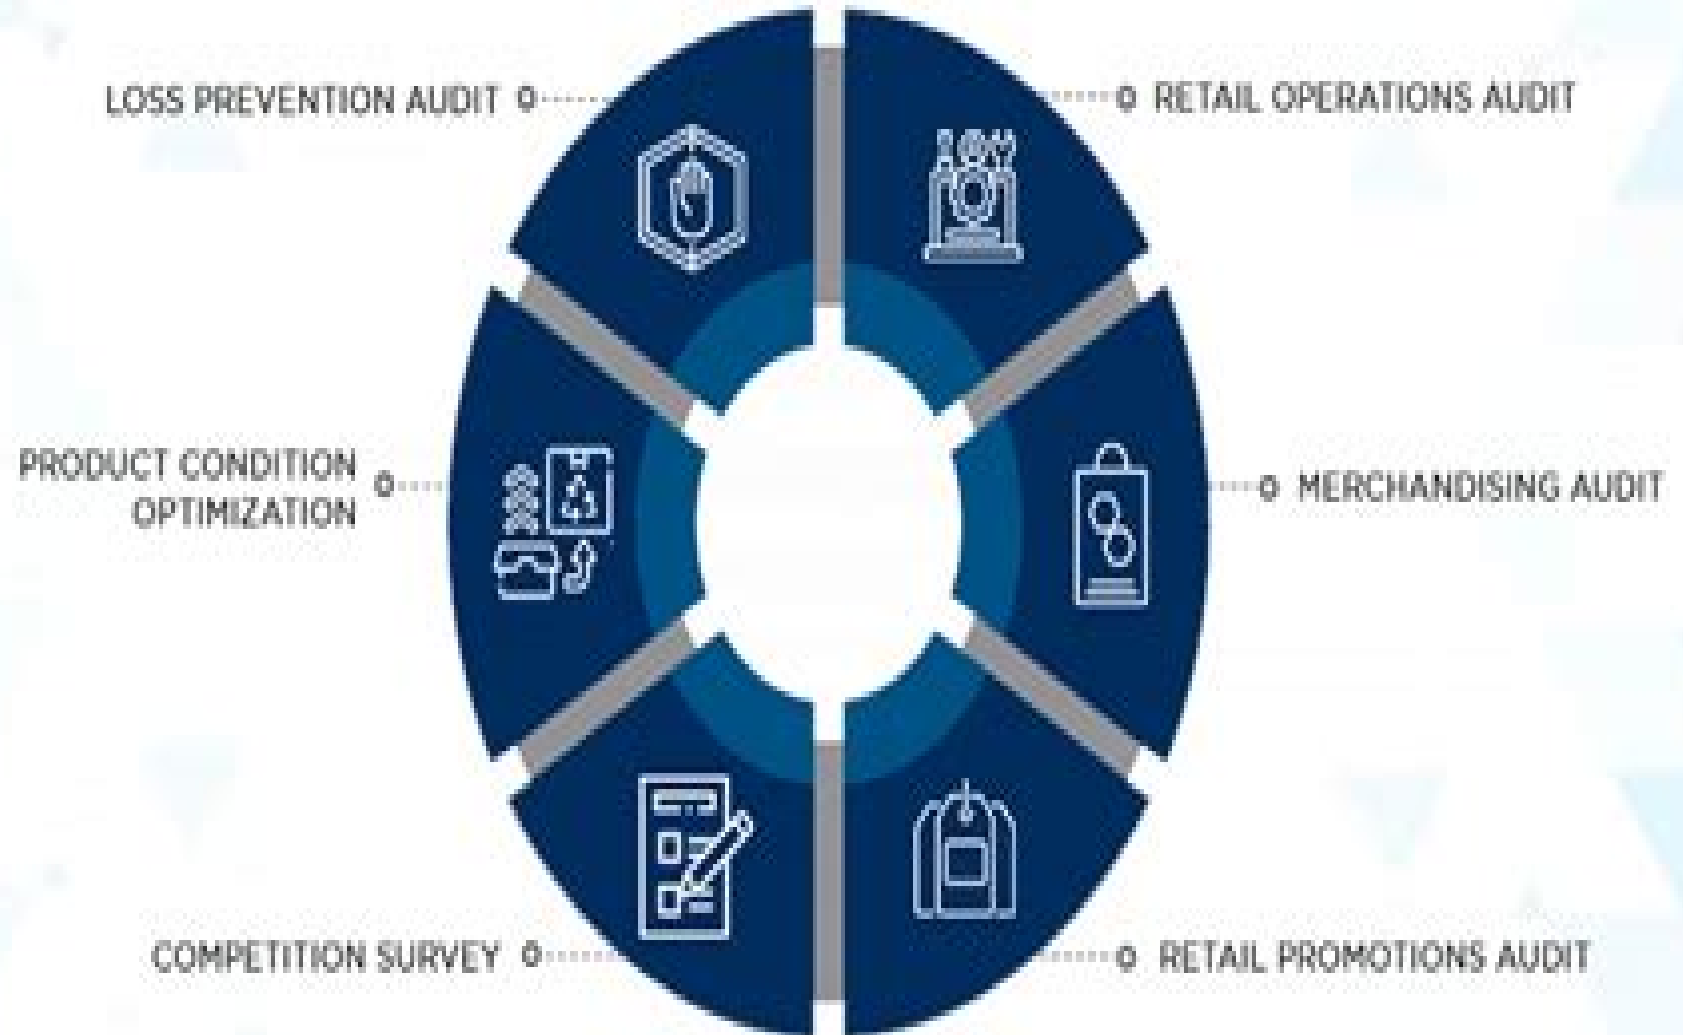 LOSS PREVENTION AUDIT
RETAIL OPERATIONS AUDIT
PRODUCT CONDITION
OPTIMIZATION
MERCHANDISING AUDIT
COMPETITION SURVEY
RETAIL PROMOTIONS AUDIT